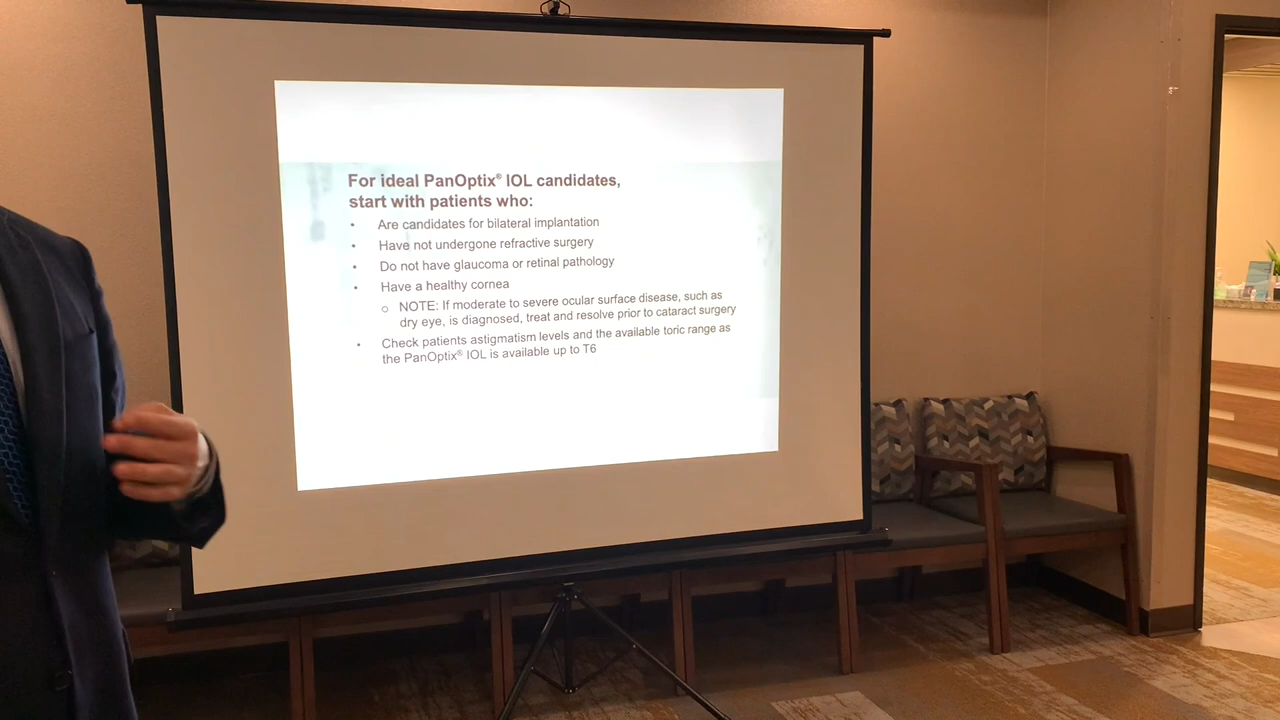 For ideal PanOptix® IOL candidates,
start with patients who:
• Are candidates for bilateral implantation
• Have not undergone refractive surgery
• Do not have glaucoma or retinal pathology
• Have a healthy cornea
○ NOTE: If moderate to severe ocular surface disease, such as
dry eye, is diagnosed, treat and resolve prior to cataract surgery
• Check patients astigmatism levels and the available toric range as
the PanOptix® IOL is available up to T6